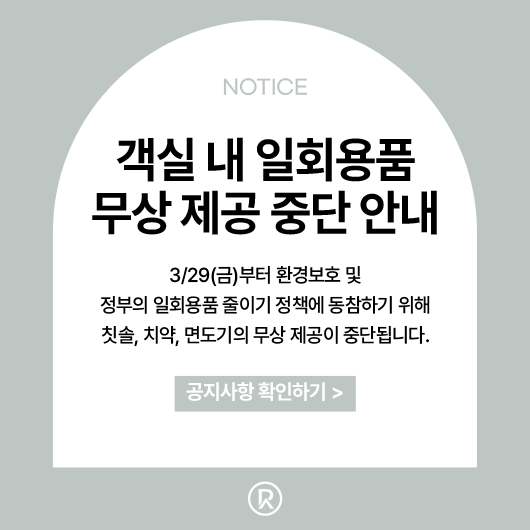 NOTICE
객실 내 일회용품
무상 제공 중단 안내
3/29(금)부터 환경보호 및
정부의 일회용품 줄이기 정책에 동참하기 위해
칫솔, 치약, 면도기의 무상 제공이 중단됩니다.
공지사항 확인하기 >